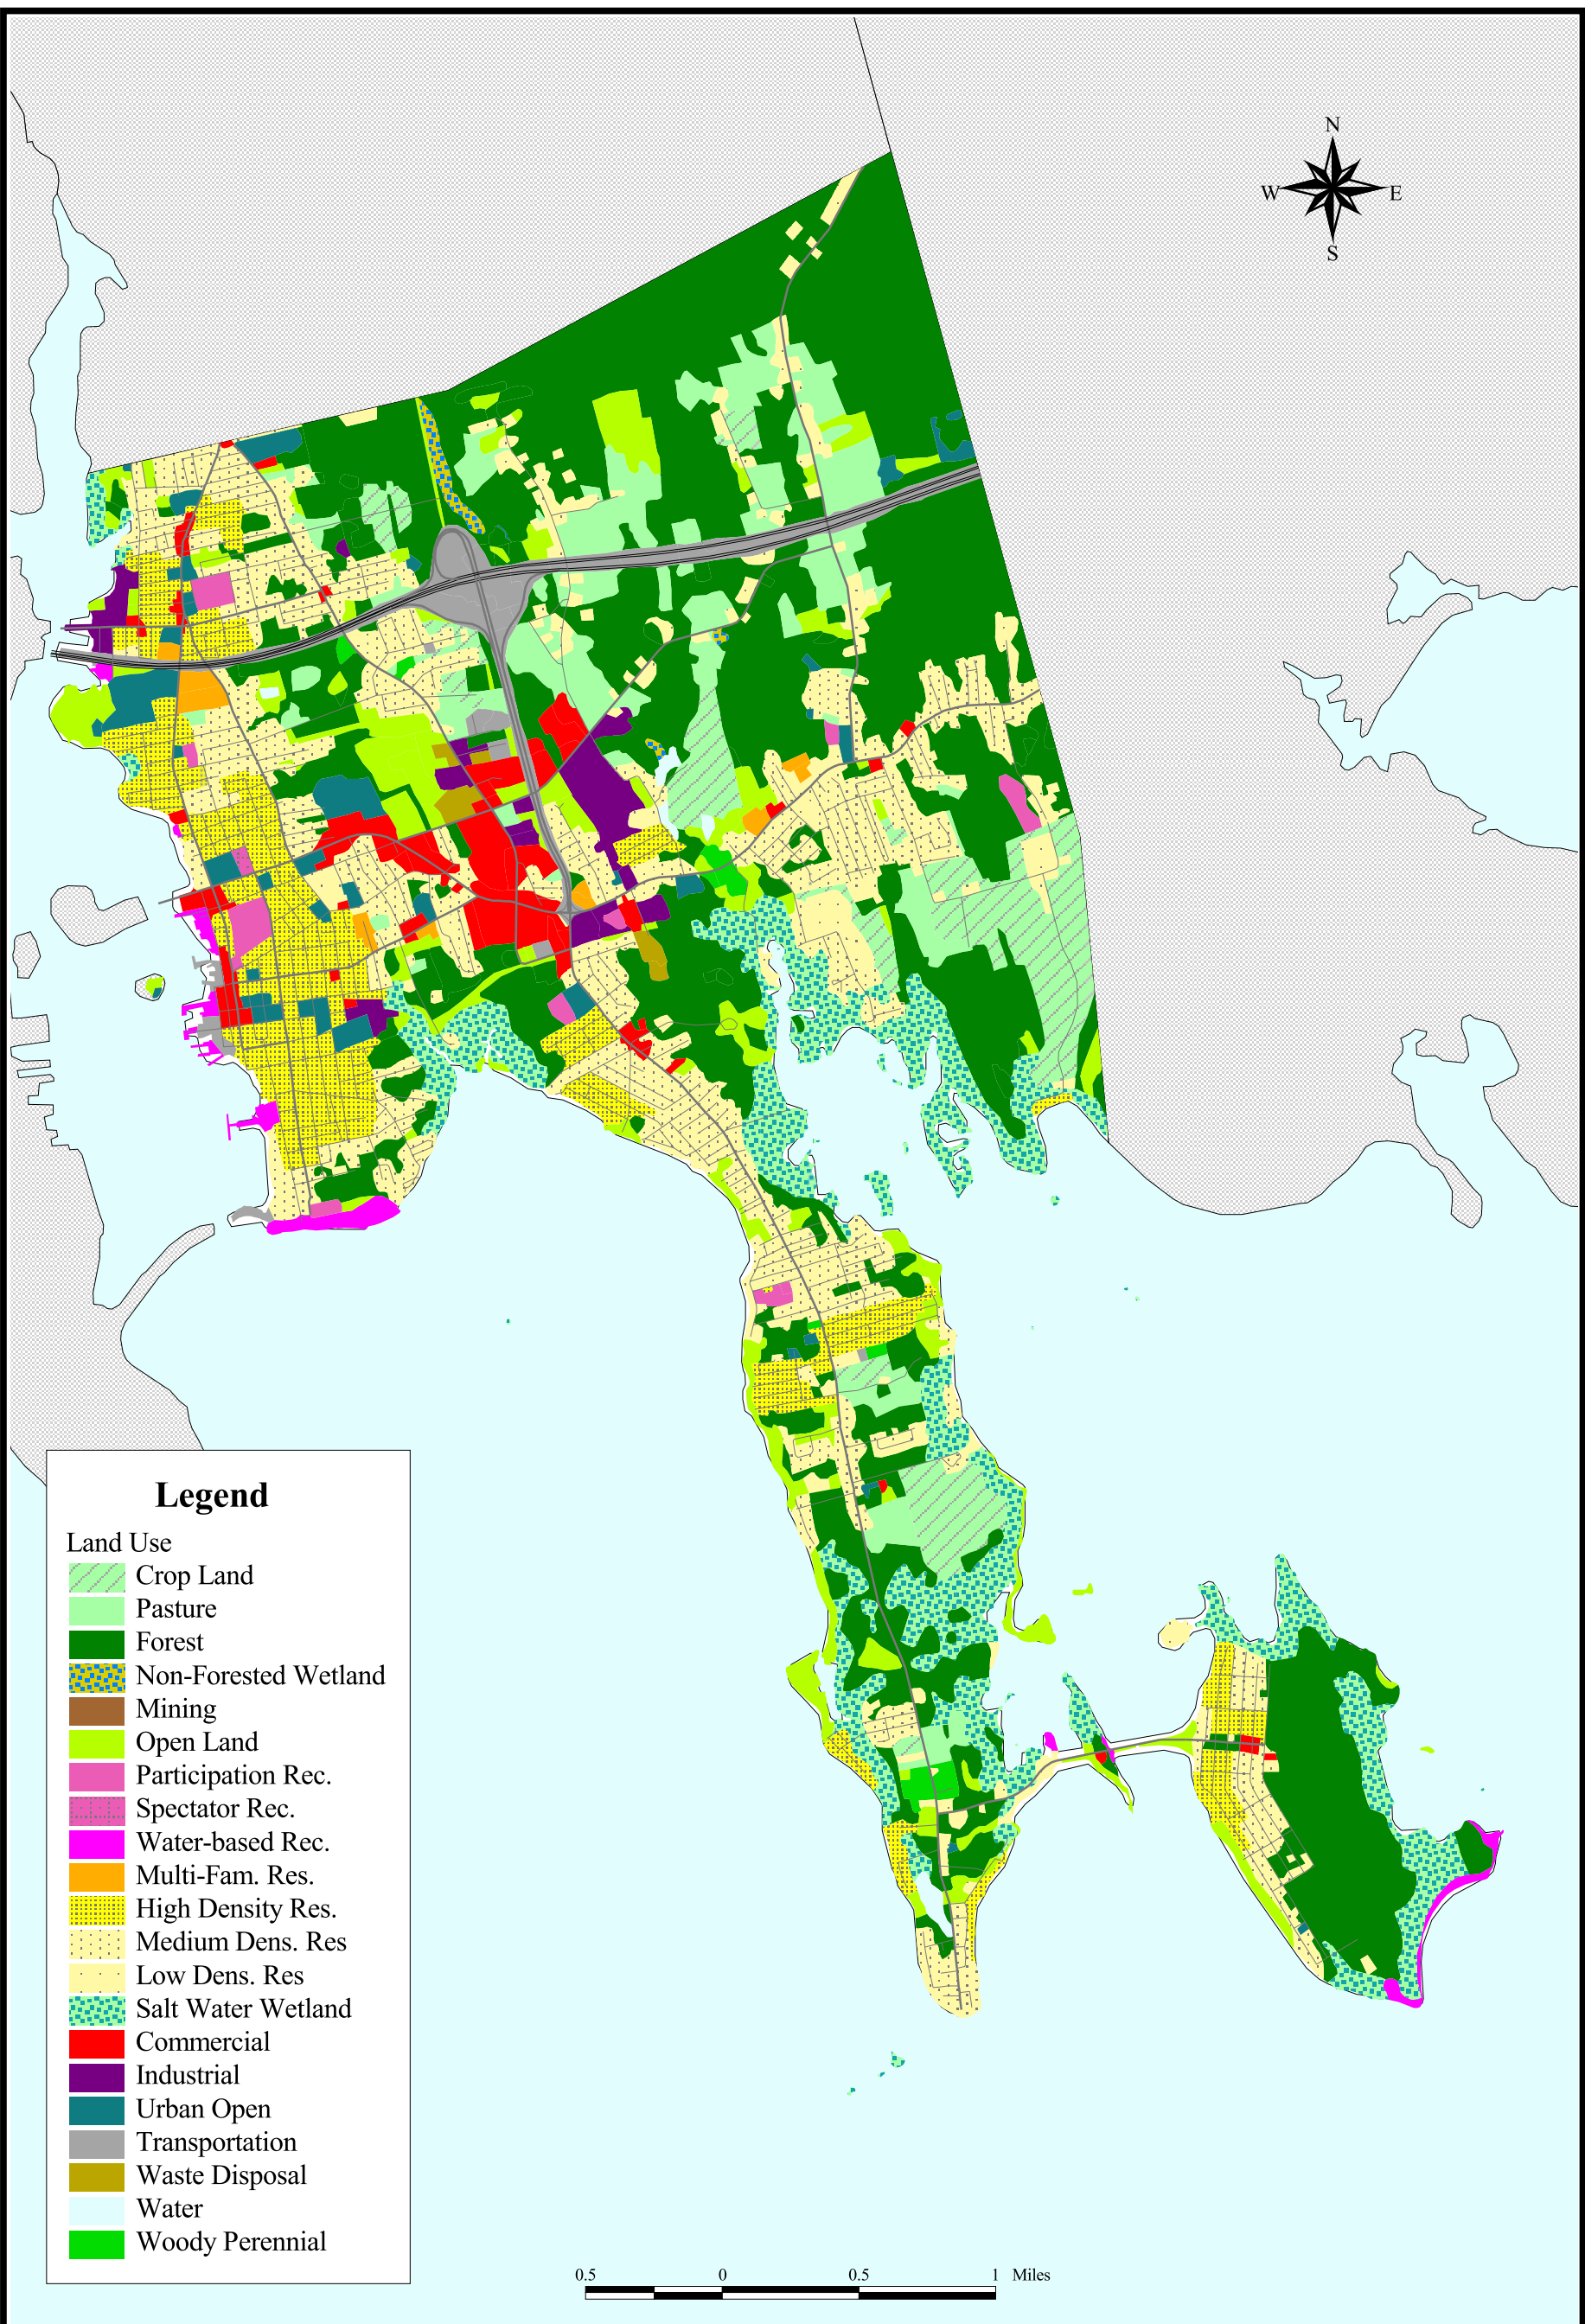 N
W E
S
Legend
Land Use
Crop Land
Pasture
Forest
Non-Forested Wetland
Mining
Open Land
Participation Rec.
Spectator Rec.
Water-based Rec.
Multi-Fam. Res.
High Density Res.
Medium Dens. Res
Low Dens. Res
Salt Water Wetland
Commercial
Industrial
Urban Open
Transportation
Waste Disposal
Water
Woody Perennial
0.5 0 0.5 1 Miles